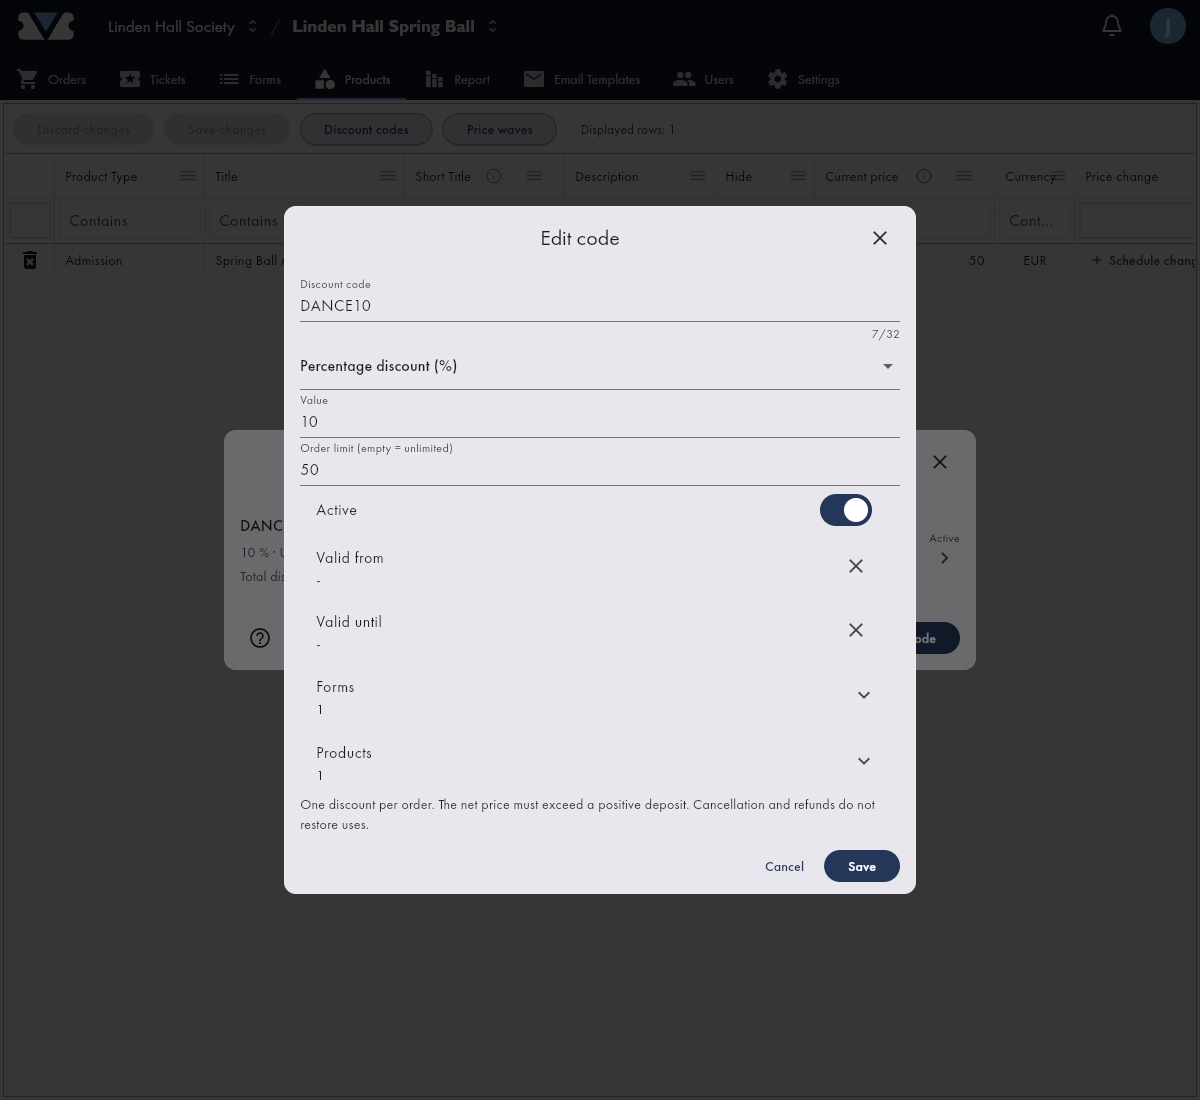 Linden Hall Society / Linden Hall Spring Ball J
Orders Tickets Forms Products Report Email Templates Users Settings
Discard changes Save changes Discount codes Price waves Displayed rows: 1
Product Type Title Short Title Description Hide Current price Currency Price change
Contains Contains Cont...
Admission Spring Ball 50 EUR + Schedule chang
Edit code
Discount code
DANCE10
7/32
Percentage discount (%)
Value
10
Order limit (empty = unlimited)
50
Active
Valid from
-
Valid until
-
Forms
1
Products
1
One discount per order. The net price must exceed a positive deposit. Cancellation and refunds do not
restore uses.
Cancel Save
DANC
10 % ·
Total
Active